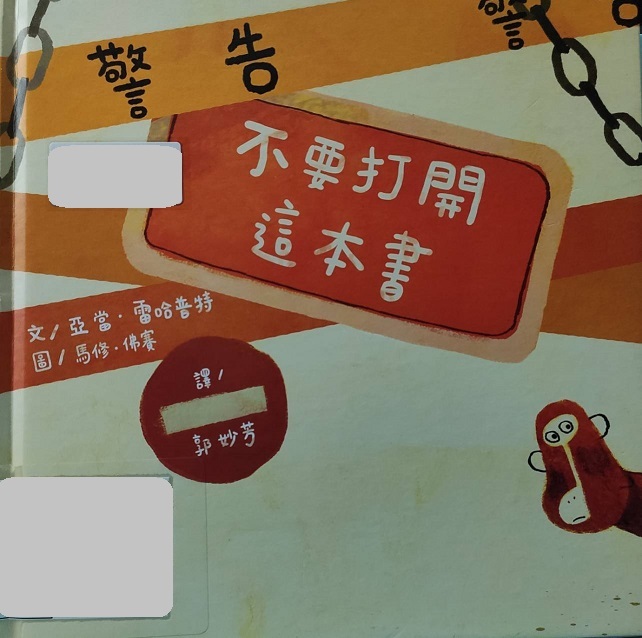 警告
警
不要打開
這本書
文/亞當·雷哈普特
圖/馬修·佛賽
譯/
郭妙芳